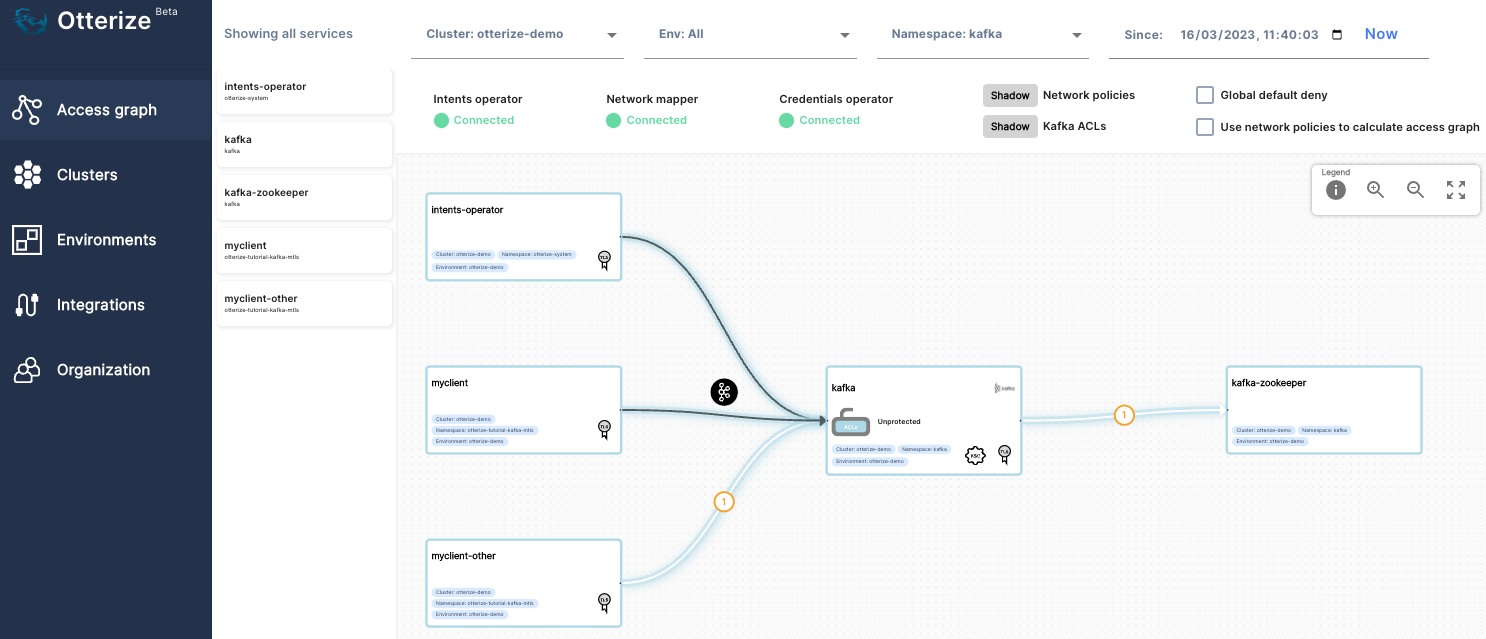 Otterize Beta
Access graph
Clusters
Environments
Integrations
Organization
Showing all services
intents-operator
otterize-system
kafka
kafka
kafka-zookeeper
kafka
myclient
otterize-tutorial-kafka-mtls
myclient-other
otterize-tutorial-kafka-mtls
Cluster: otterize-demo
Env: All
Namespace: kafka
Since: 16/03/2023, 11:40:03
Now
Intents operator
Connected
Network mapper
Connected
Credentials operator
Connected
Shadow Network policies
Shadow Kafka ACLs
Global default deny
Use network policies to calculate access graph
Legend
intents-operator
Cluster: otterize-demo Namespace: otterize-system
Environment: otterize-demo
TLS
myclient
Cluster: otterize-demo
Namespace: otterize-tutorial-kafka-mtls
Environment: otterize-demo
TLS
1
myclient-other
Cluster: otterize-demo
Namespace: otterize-tutorial-kafka-mtls
Environment: otterize-demo
TLS
kafka
kafka
ACLs
Unprotected
Cluster: otterize-demo Namespace: kafka
Environment: otterize-demo
KSC
TLS
1
kafka-zookeeper
Cluster: otterize-demo Namespace: kafka
Environment: otterize-demo